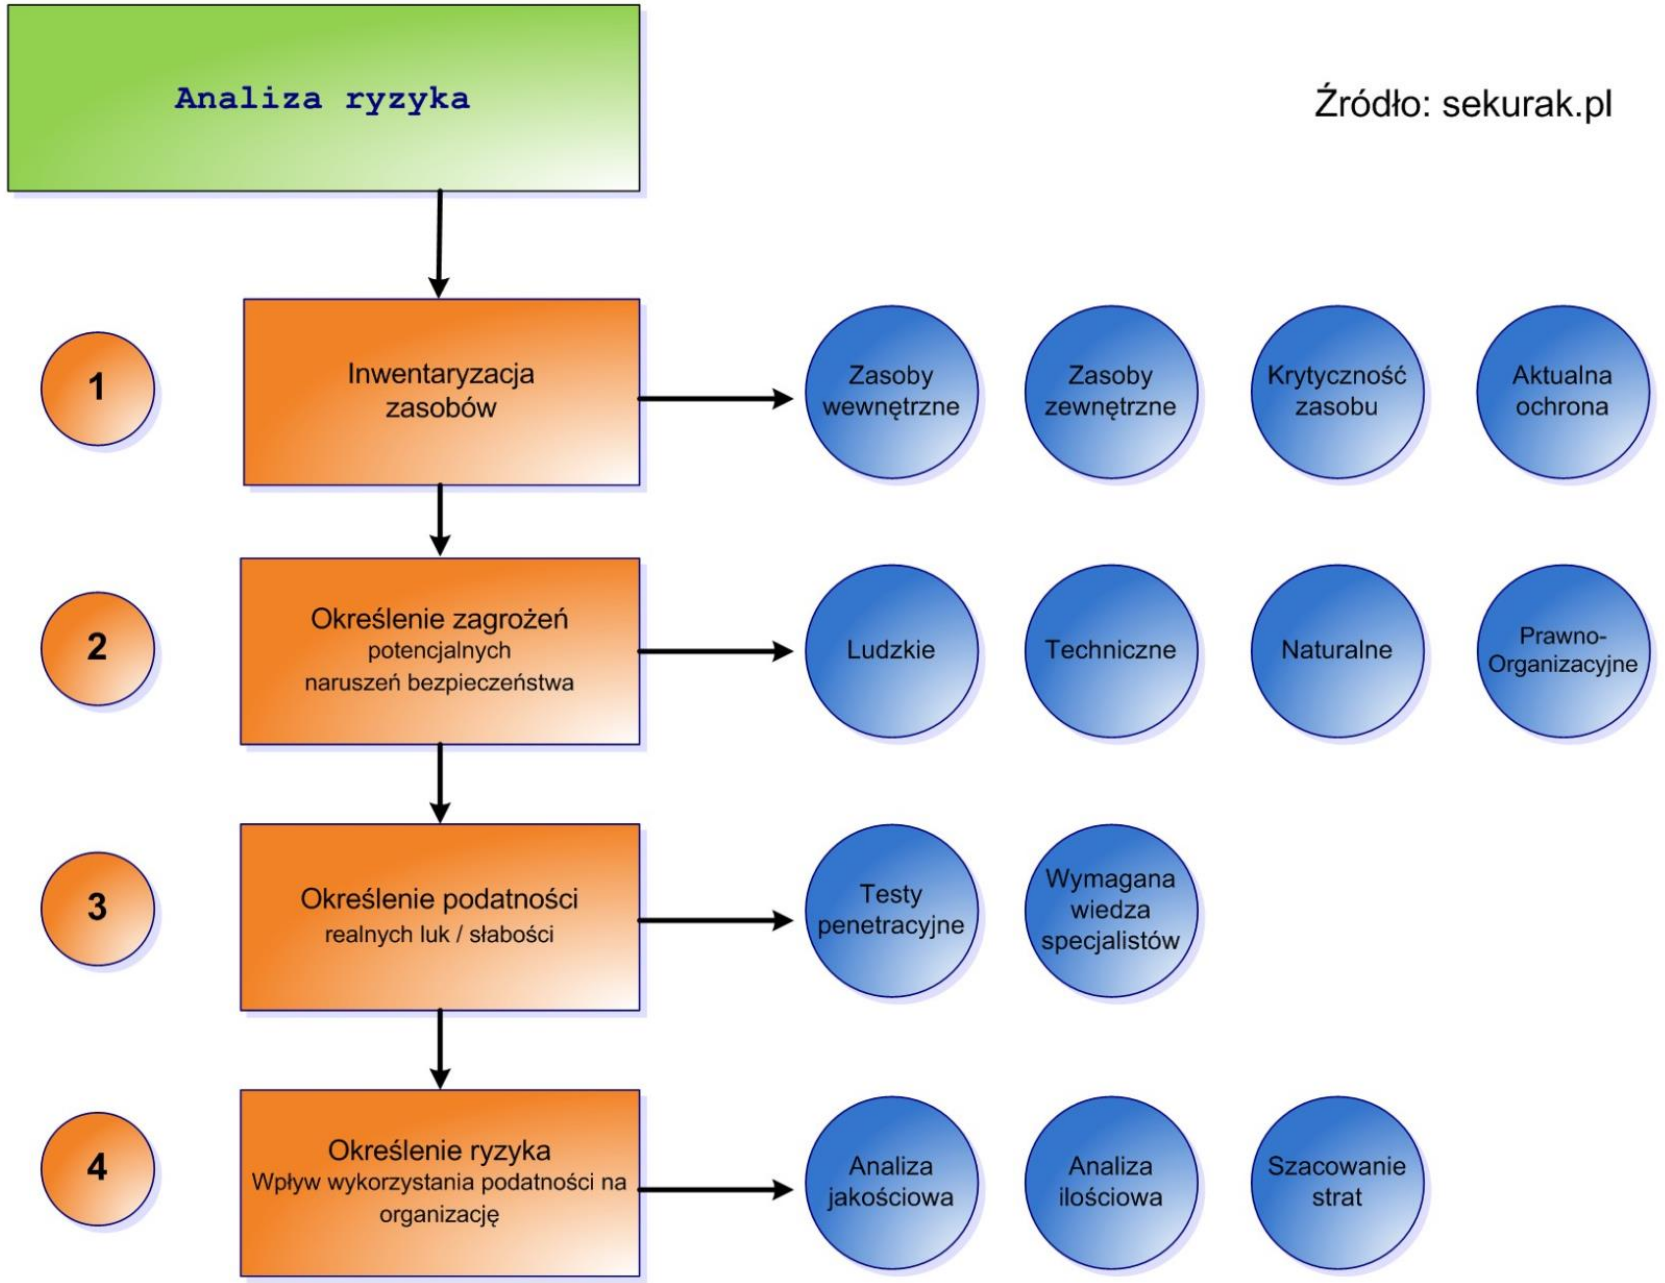 Analiza ryzyka
Źródło: sekurak.pl
1
Inwentaryzacja
zasobów
Zasoby
wewnętrzne
Zasoby
zewnętrzne
Krytyczność
zasobu
Aktualna
ochrona
2
Określenie zagrożeń
potencjalnych
naruszeń bezpieczeństwa
Ludzkie
Techniczne
Naturalne
Prawno-
Organizacyjne
3
Określenie podatności
realnych luk / słabości
Testy
penetracyjne
Wymagana
wiedza
specjalistów
4
Określenie ryzyka
Wpływ wykorzystania podatności na
organizację
Analiza
jakościowa
Analiza
ilościowa
Szacowanie
strat